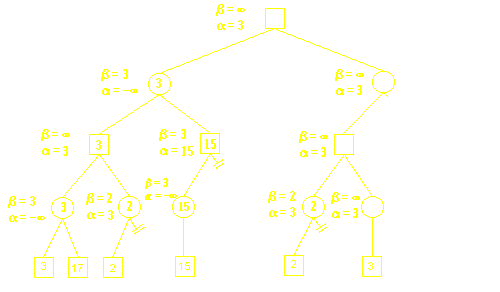 β = ∞
α = 3
β = 3
α = -∞
3
β = ∞
α = 3
β = ∞
α = 3
3
β = 3
α = 15
15
β = ∞
α = 3
β = 3
α = -∞
3
β = 2
α = 3
2
β = 3
α = -∞
15
β = 2
α = 3
2
β = ∞
α = 3
3
17
2
15
2
3